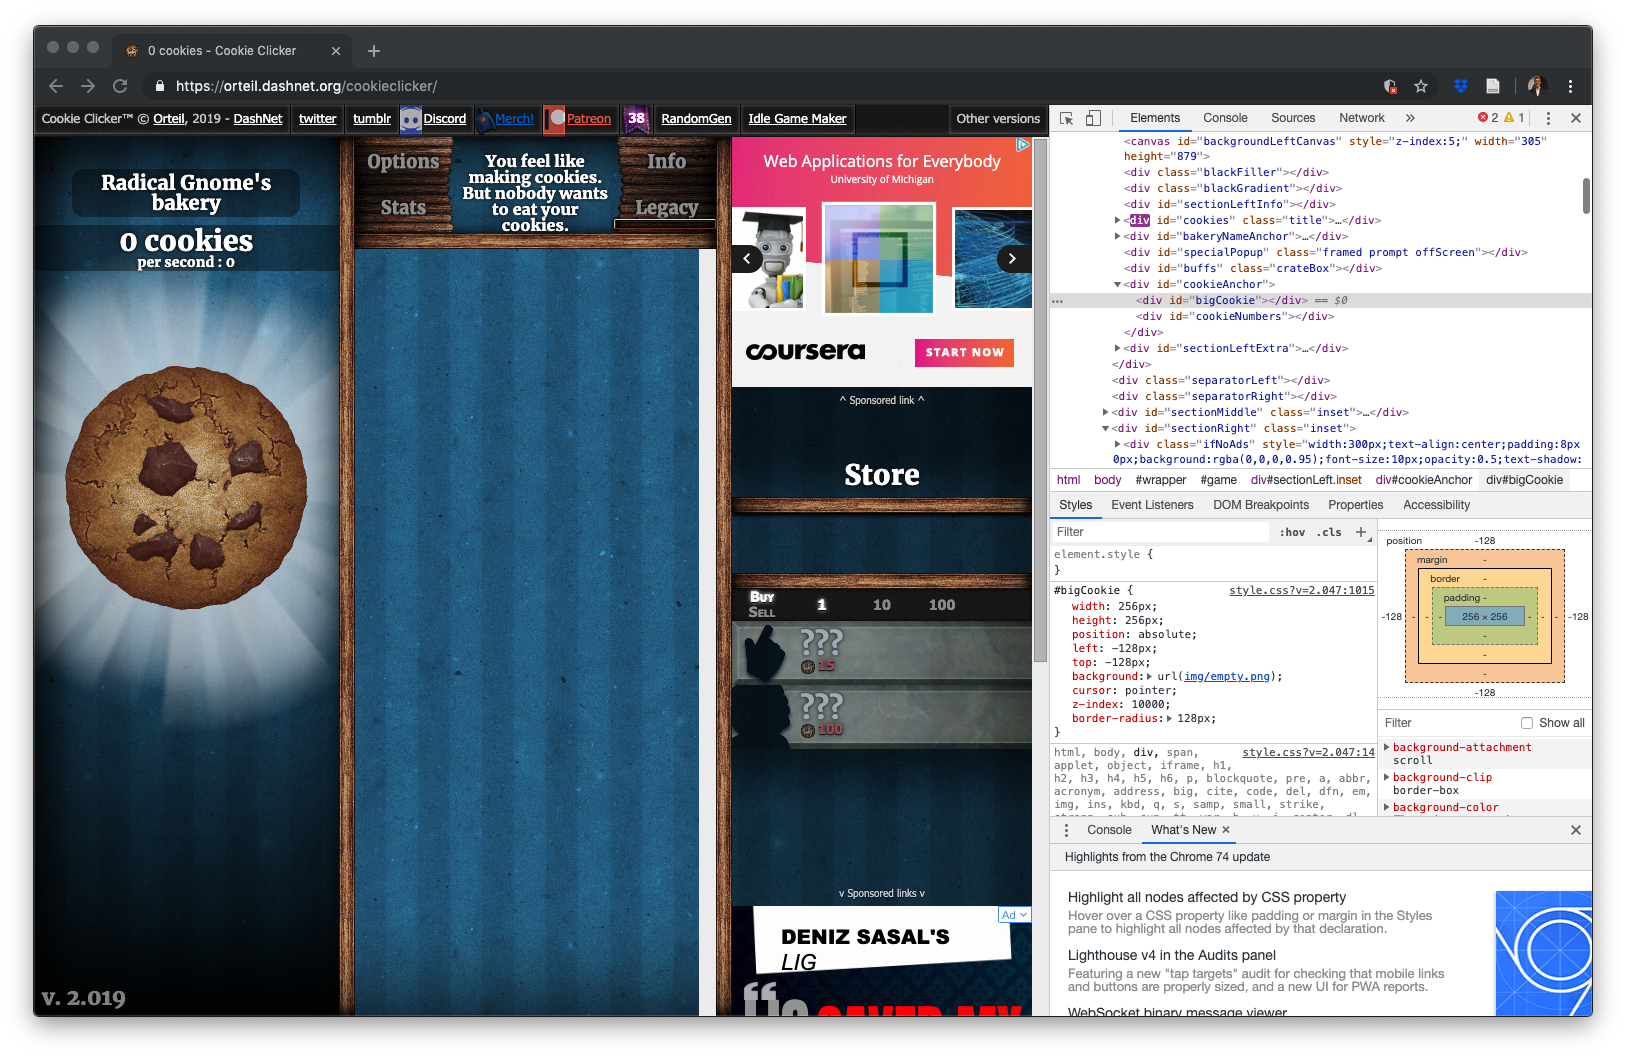 0 cookies - Cookie Clicker
https://orteil.dashnet.org/cookieclicker/
Cookie Clicker™ © Orteil, 2019 - DashNet
twitter
tumblr
Discord
Merch!
Patreon
38
RandomGen
Idle Game Maker
Other versions
Radical Gnome's
bakery
0 cookies
per second : 0
v. 2.019
Options
Stats
You feel like
making cookies.
But nobody wants
to eat your
cookies.
Info
Legacy
Web Applications for Everybody
University of Michigan
coursera
START NOW
^ Sponsored link ^
Store
BUY
SELL
1
10
100
???
15
???
100
v Sponsored links v
Ad
DENIZ SASAL'S
LIG
SAVED MY
Elements
Console
Sources
Network
»
2
1
<canvas id="backgroundLeftCanvas" style="z-index:5;" width="305"
height="879">
<div class="blackFiller"></div>
<div class="blackGradient"></div>
<div id="sectionLeftInfo"></div>
<div id="cookies" class="title">…</div>
<div id="bakeryNameAnchor">…</div>
<div id="specialPopup" class="framed prompt offScreen"></div>
<div id="buffs" class="crateBox"></div>
<div id="cookieAnchor">
<div id="bigCookie"></div> == $0
<div id="cookieNumbers"></div>
</div>
<div id="sectionLeftExtra">…</div>
</div>
<div class="separatorLeft"></div>
<div class="separatorRight"></div>
<div id="sectionMiddle" class="inset">…</div>
<div id="sectionRight" class="inset">
<div class="ifNoAds" style="width:300px;text-align:center;padding:8px
0px;background:rgba(0,0,0,0.95);font-size:10px;opacity:0.5;text-shadow:
html
body
#wrapper
#game
div#sectionLeft.inset
div#cookieAnchor
div#bigCookie
Styles
Event Listeners
DOM Breakpoints
Properties
Accessibility
Filter
:hov
.cls
+
element.style {
}
#bigCookie {
style.css?v=2.047:1015
width: 256px;
height: 256px;
position: absolute;
left: -128px;
top: -128px;
background: url(img/empty.png);
cursor: pointer;
z-index: 10000;
border-radius: 128px;
}
html, body, div, span,
style.css?v=2.047:14
applet, object, iframe, h1,
h2, h3, h4, h5, h6, p, blockquote, pre, a, abbr,
acronym, address, big, cite, code, del, dfn, em,
img, ins, kbd, q, s, samp, small, strike,
position
-128
margin
-
border
-
padding -
-128
256 × 256
-128
-128
Filter
Show all
background-attachment
scroll
background-clip
border-box
background-color
Console
What's New
Highlights from the Chrome 74 update
Highlight all nodes affected by CSS property
Hover over a CSS property like padding or margin in the Styles
pane to highlight all nodes affected by that declaration.
Lighthouse v4 in the Audits panel
Featuring a new "tap targets" audit for checking that mobile links
and buttons are properly sized, and a new UI for PWA reports.
WebSocket binary message viewer